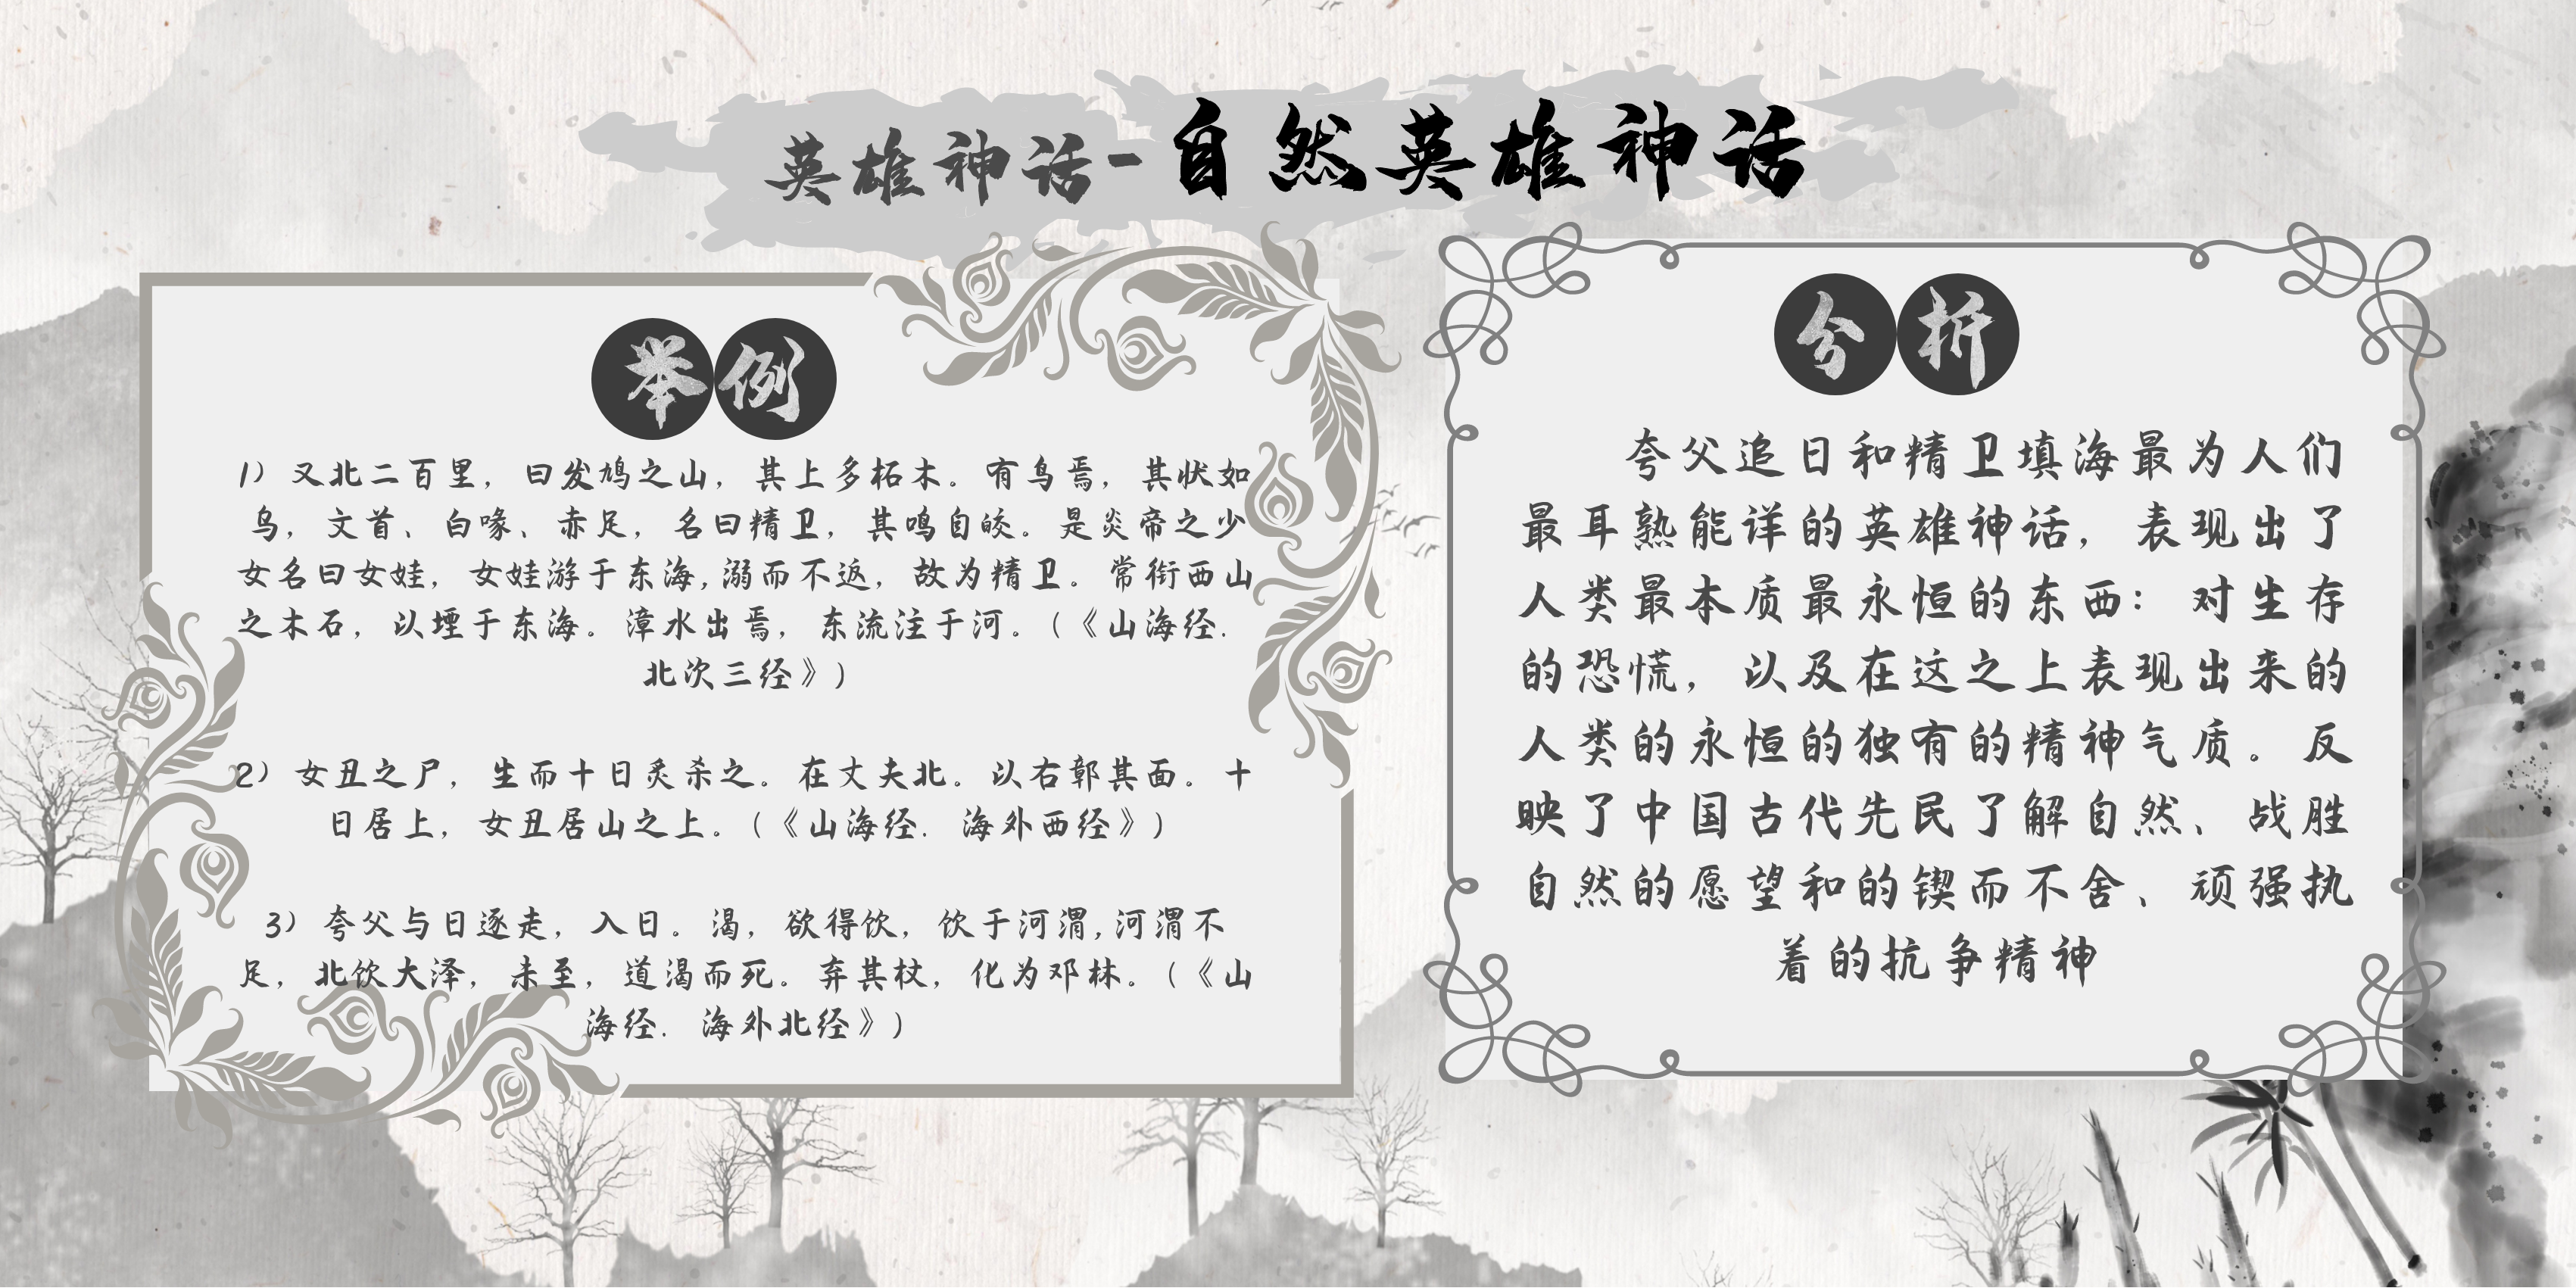 英雄神话-自然英雄神话
举例
1）又北二百里，曰发鸠之山，其上多柘木。有鸟焉，其状如
乌，文首、白喙、赤足，名曰精卫，其鸣自皎。是炎帝之少
女名曰女娃，女娃游于东海,溺而不返，故为精卫。常衔西山
之木石，以堙于东海。漳水出焉，东流注于河。(《山海经.
北次三经》)
2）女丑之尸，生而十日炙杀之。在丈夫北。以右郭其面。十
日居上，女丑居山之上。(《山海经. 海外西经》)
3）夸父与日逐走，入日。渴，欲得饮，饮于河渭,河渭不
足，北饮大泽，未至，道渴而死。弃其杖，化为邓林。(《山
海经. 海外北经》)
分折
夸父追日和精卫填海最为人们
最耳熟能详的英雄神话，表现出了
人类最本质最永恒的东西：对生存
的恐慌，以及在这之上表现出来的
人类的永恒的独有的精神气质。反
映了中国古代先民了解自然、战胜
自然的愿望和的锲而不舍、顽强执
着的抗争精神